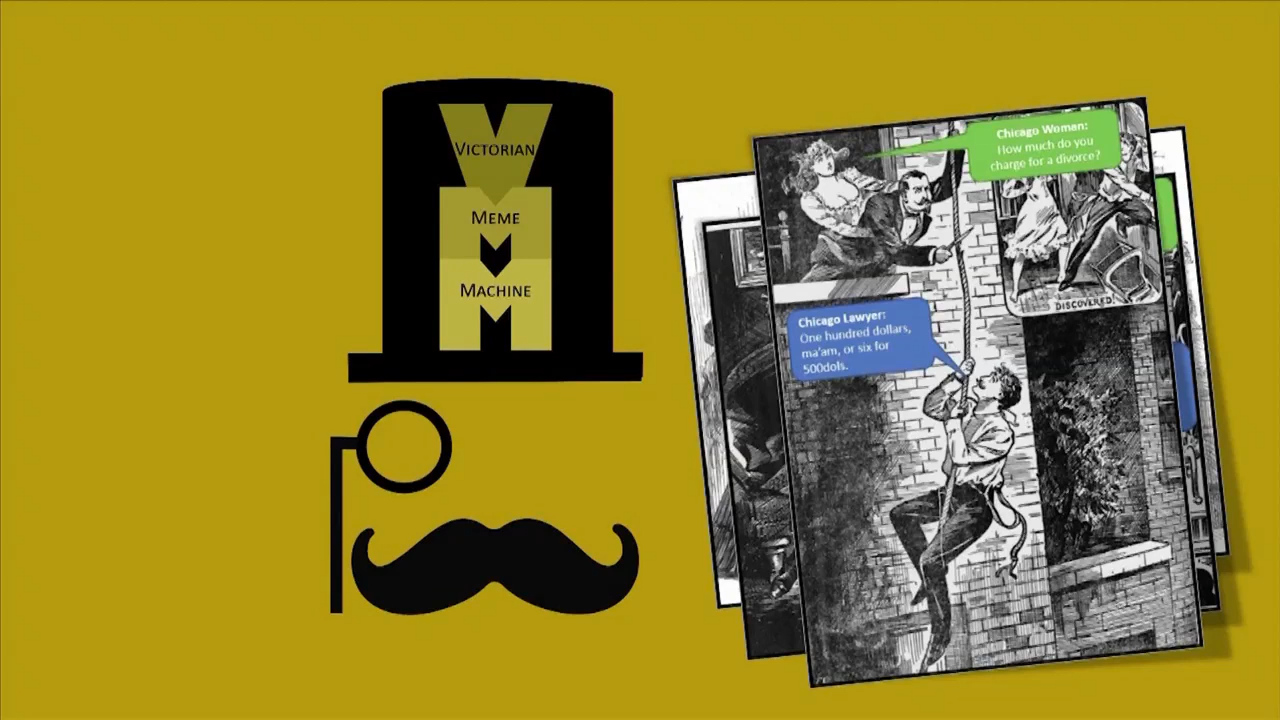 VICTORIAN
MEME
MACHINE
Chicago Woman:
How much do you
charge for a divorce?
DISCOVERED!
Chicago Lawyer:
One hundred dollars,
ma'am, or six for
500dols.